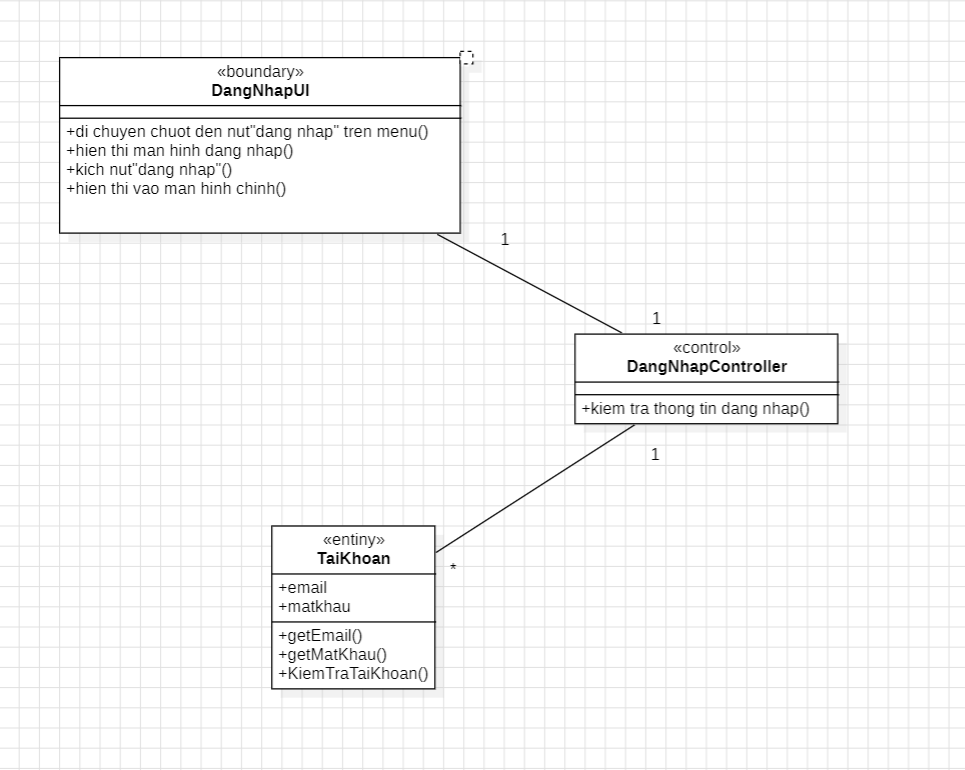 «boundary»
DangNhapUI
+di chuyen chuot den nut"dang nhap" tren menu()
+hien thi man hinh dang nhap()
+kich nut"dang nhap"()
+hien thi vao man hinh chinh()
1
1
«control»
DangNhapController
+kiem tra thong tin dang nhap()
1
*
«entiny»
TaiKhoan
+email
+matkhau
+getEmail()
+getMatKhau()
+KiemTraTaiKhoan()